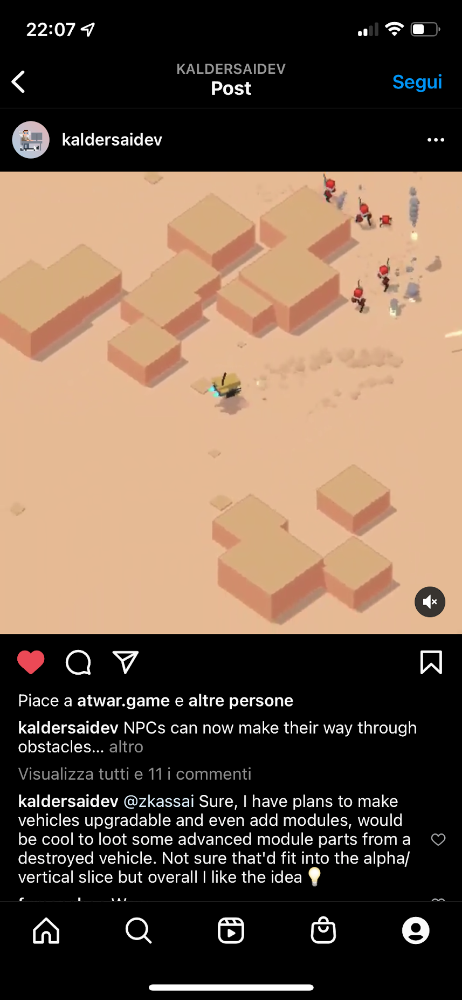 22:07
KALDERSAIDEV
Post
Segui
kaldersaidev
Piace a atwar.game e altre persone
kaldersaidev NPCs can now make their way through
obstacles... altro
Visualizza tutti e 11 i commenti
kaldersaidev @zkassai Sure, I have plans to make
vehicles upgradable and even add modules, would
be cool to loot some advanced module parts from a
destroyed vehicle. Not sure that'd fit into the alpha/
vertical slice but overall I like the idea 💡